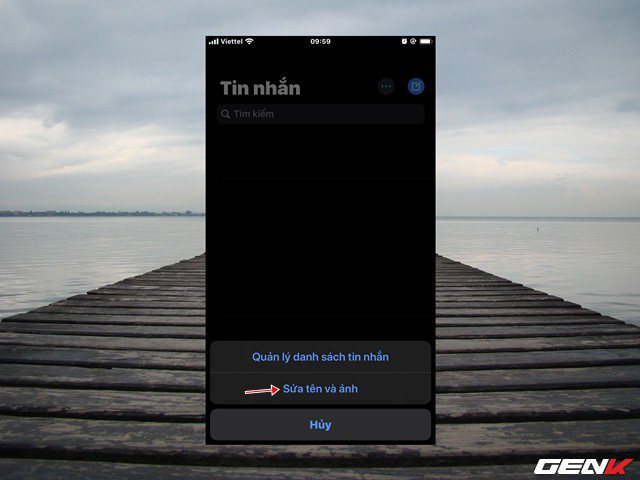 Viettel 09:59
Tin nhắn
Tìm kiếm
Quản lý danh sách tin nhắn
Sửa tên và ảnh
Hủy
GENK